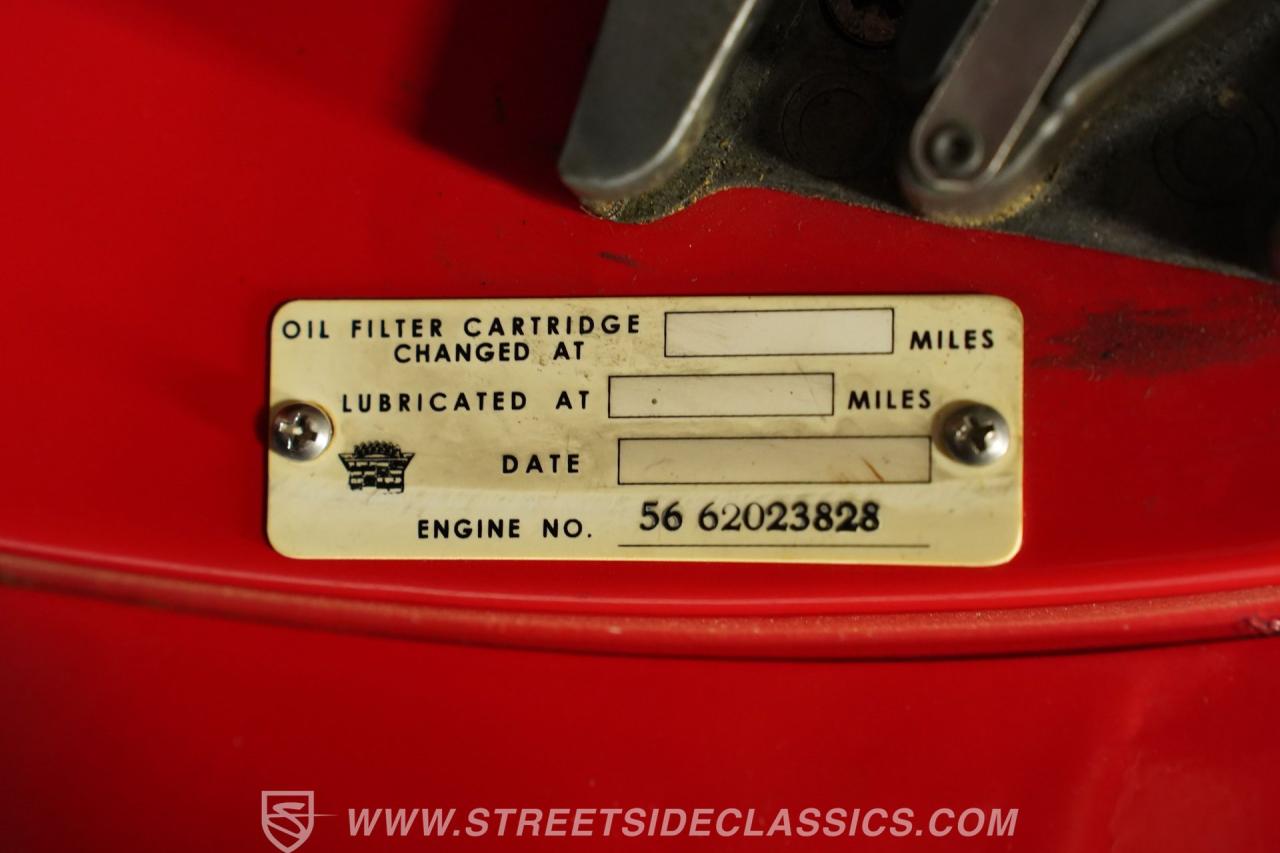 OIL FILTER CARTRIDGE
CHANGED AT
MILES
LUBRICATED AT
MILES
DATE
ENGINE NO. 56 62023828
WWW.STREETSIDECLASSICS.COM